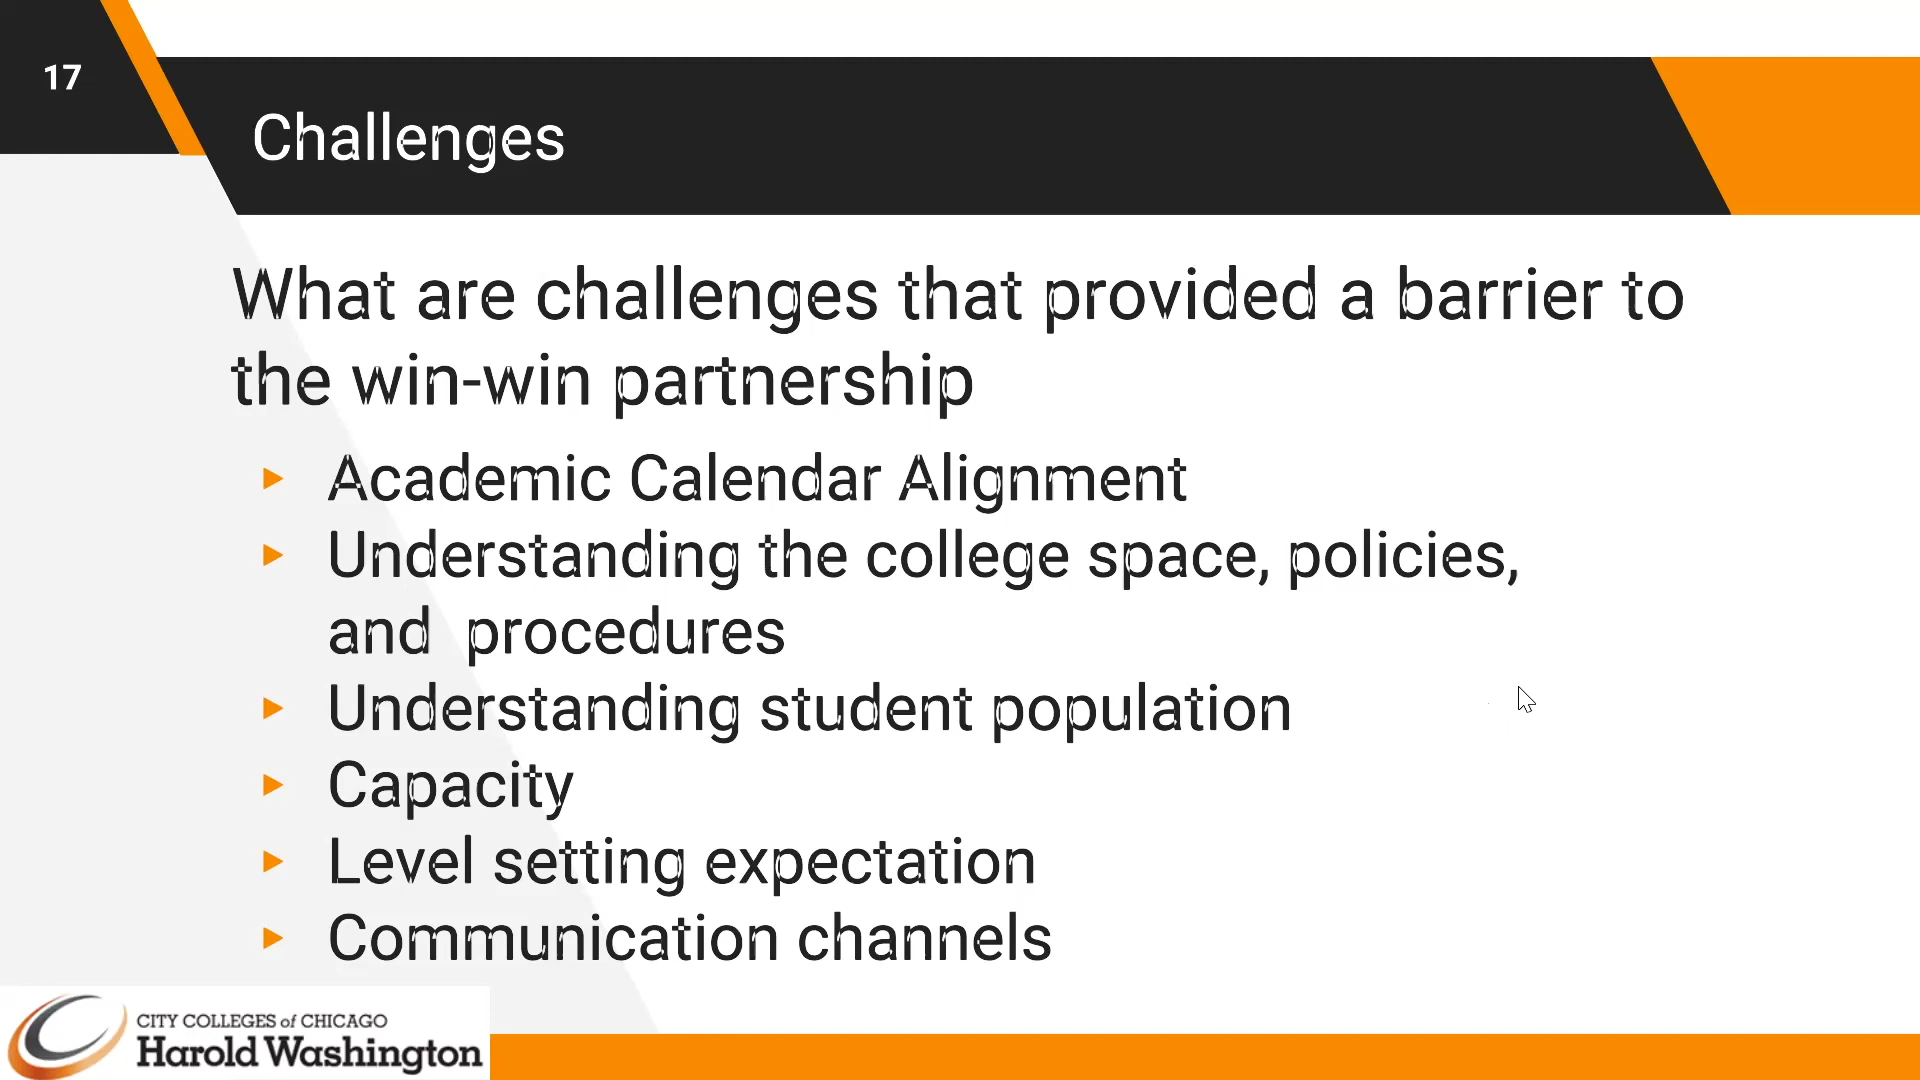 17
Challenges
What are challenges that provided a barrier to
the win-win partnership
▸ Academic Calendar Alignment
▸ Understanding the college space, policies,
and  procedures
▸ Understanding student population
▸ Capacity
▸ Level setting expectation
▸ Communication channels
CITY COLLEGES of CHICAGO
Harold Washington